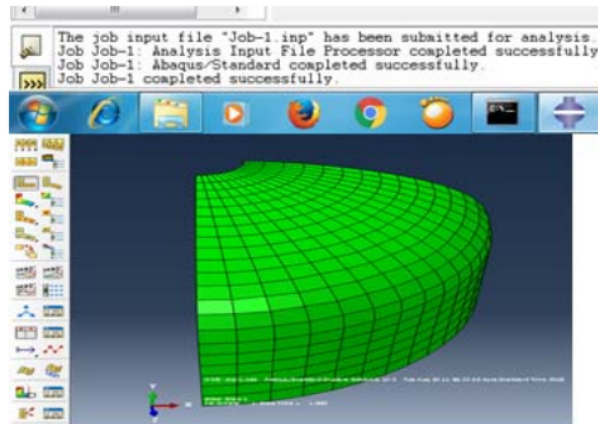 The job input file "Job-1.inp" has been submitted for analysis.
Job Job-1: Analysis Input File Processor completed successfully
Job Job-1: Abaqus/Standard completed successfully.
Job Job-1 completed successfully.
>>>
Y
X
Z